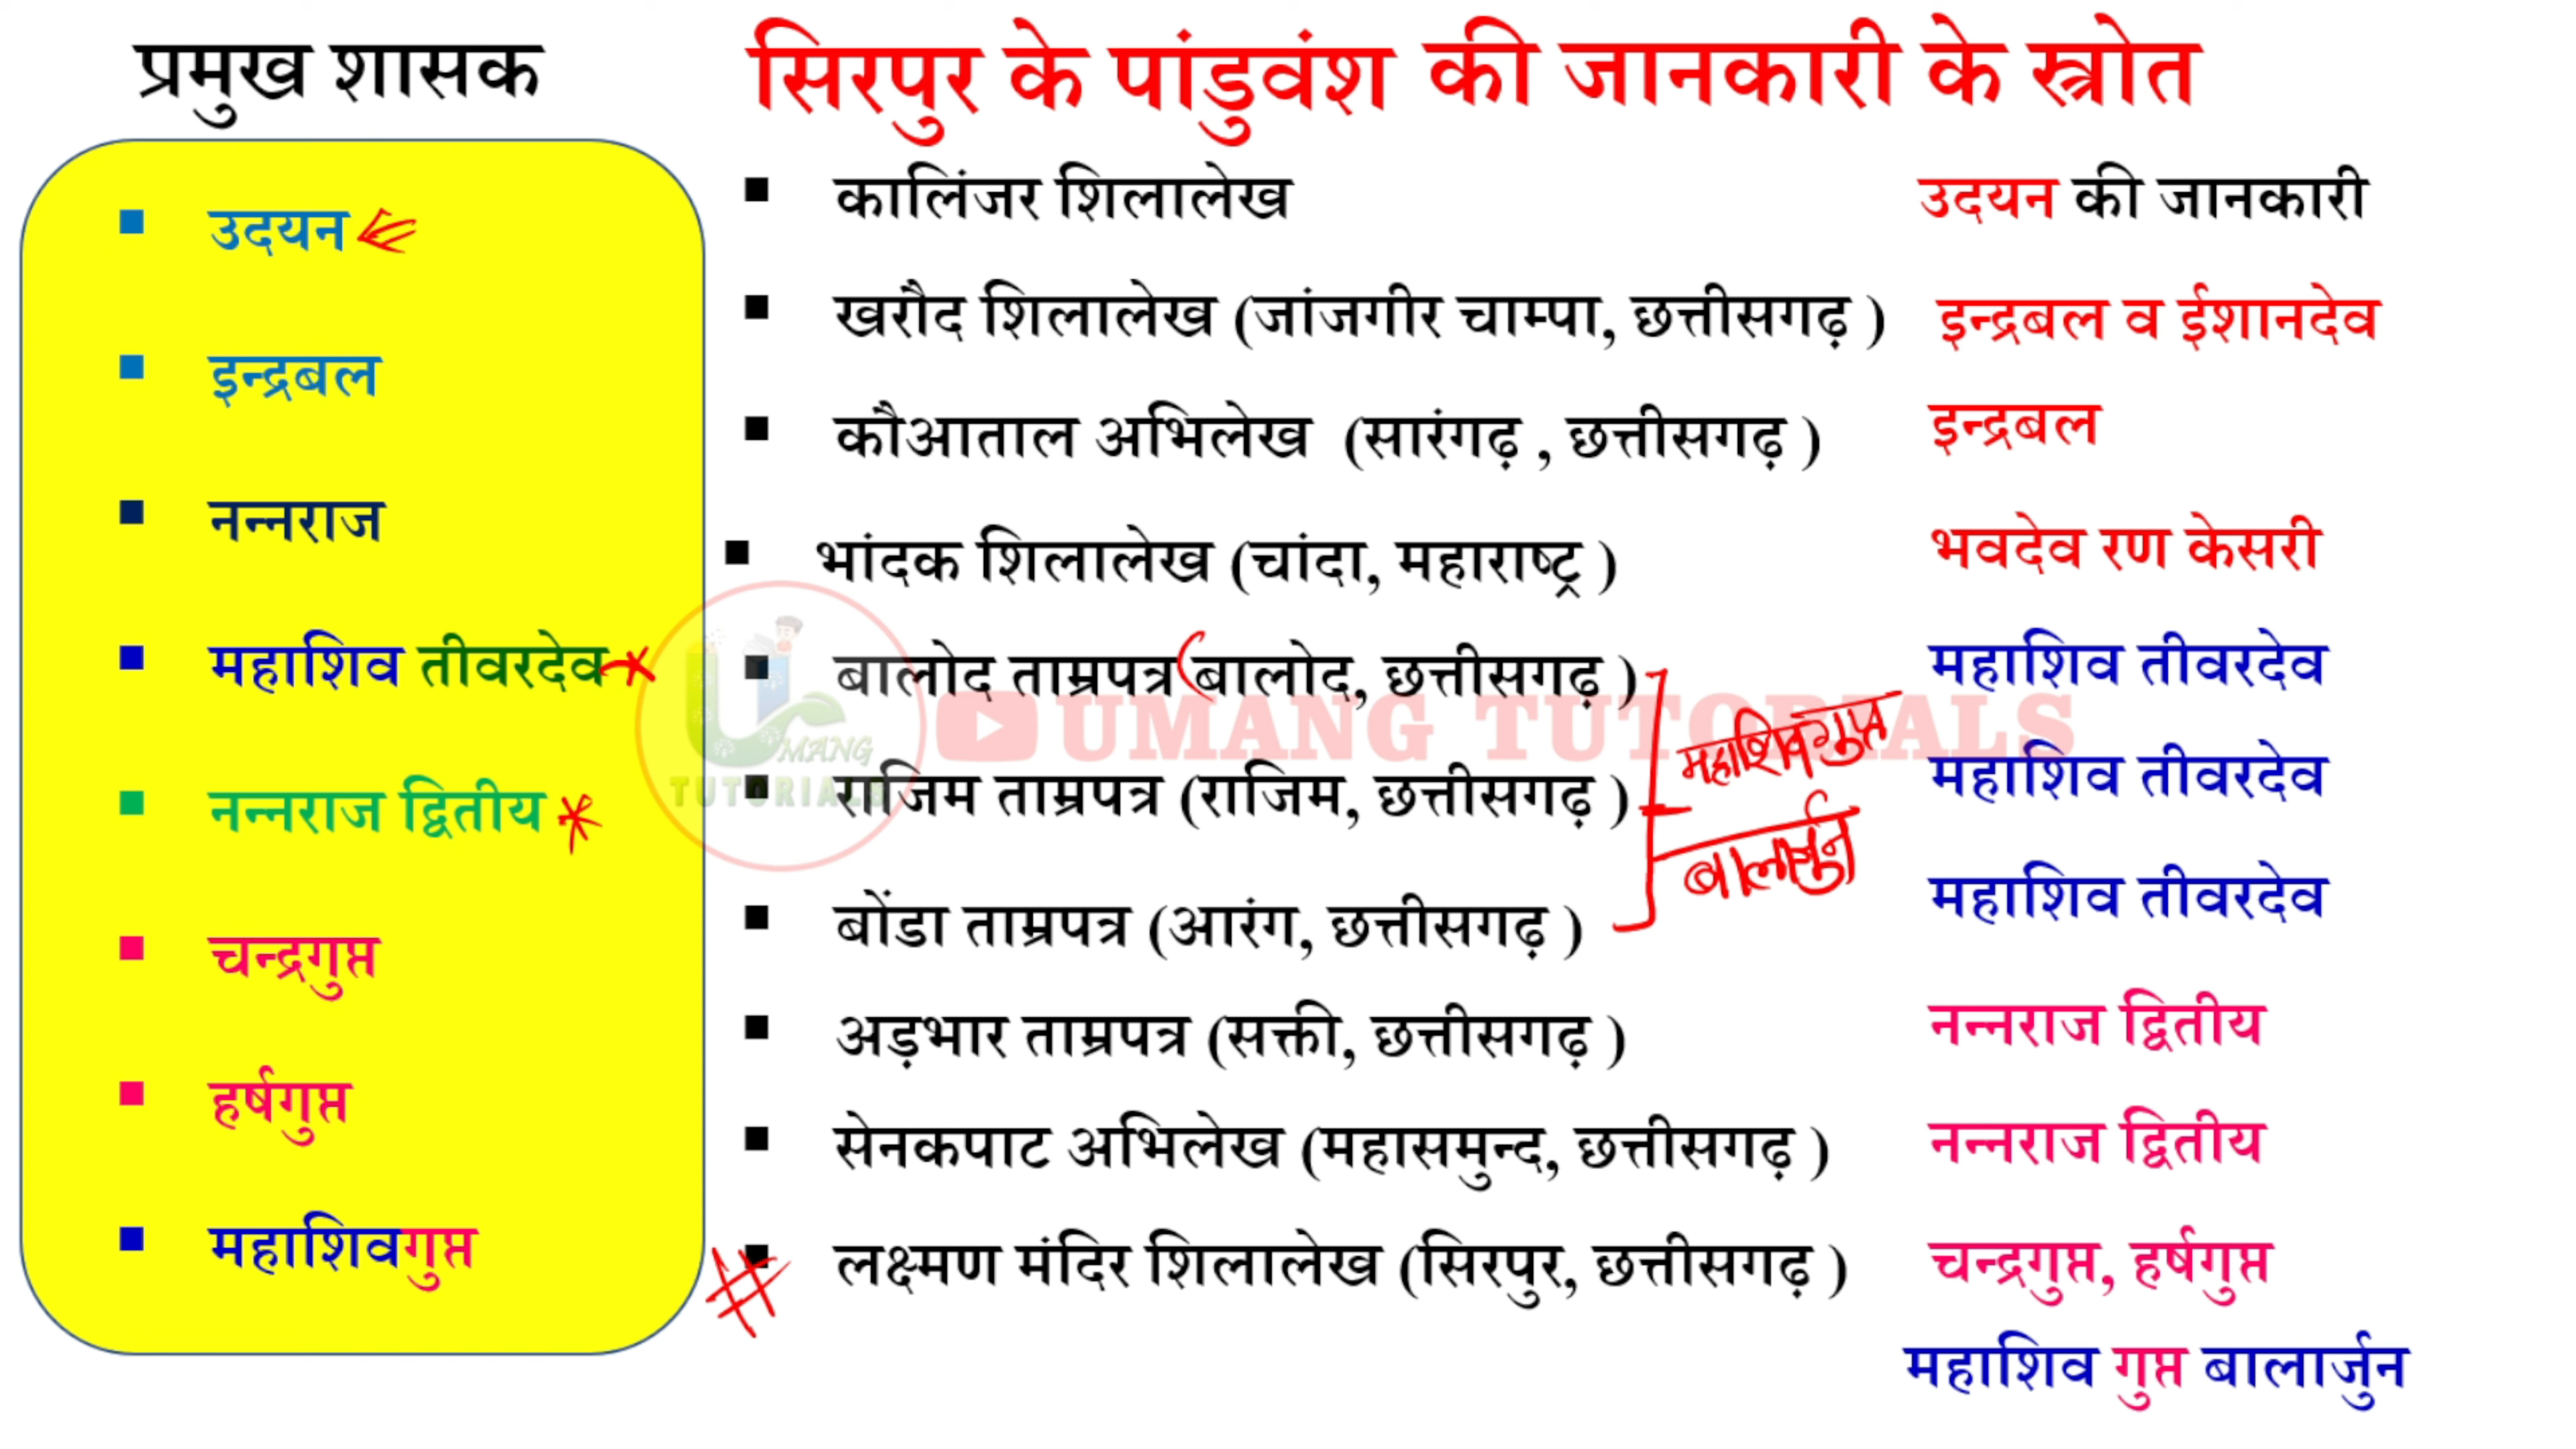 प्रमुख शासक
उदयन
इन्द्रबल
नन्नराज
महाशिव तीवरदेव
नन्नराज द्वितीय
चन्द्रगुप्त
हर्षगुप्त
महाशिवगुप्त
सिरपुर के पांडुवंश की जानकारी के स्त्रोत
कालिंजर शिलालेख उदयन की जानकारी
खरौद शिलालेख (जांजगीर चाम्पा, छत्तीसगढ़ ) इन्द्रबल व ईशानदेव
कौआताल अभिलेख (सारंगढ़ , छत्तीसगढ़ ) इन्द्रबल
भांदक शिलालेख (चांदा, महाराष्ट्र ) भवदेव रण केसरी
बालोद ताम्रपत्र (बालोद, छत्तीसगढ़ ) महाशिव तीवरदेव
राजिम ताम्रपत्र (राजिम, छत्तीसगढ़ ) महाशिव तीवरदेव
बोंडा ताम्रपत्र (आरंग, छत्तीसगढ़ ) महाशिव तीवरदेव
अड़भार ताम्रपत्र (सक्ती, छत्तीसगढ़ ) नन्नराज द्वितीय
सेनकपाट अभिलेख (महासमुन्द, छत्तीसगढ़ ) नन्नराज द्वितीय
लक्ष्मण मंदिर शिलालेख (सिरपुर, छत्तीसगढ़ ) चन्द्रगुप्त, हर्षगुप्त
महाशिव गुप्त बालार्जुन
महाशिवगुप्त
बालार्जुन
UMANG TUTORIALS
UMANG
TUTORIALS